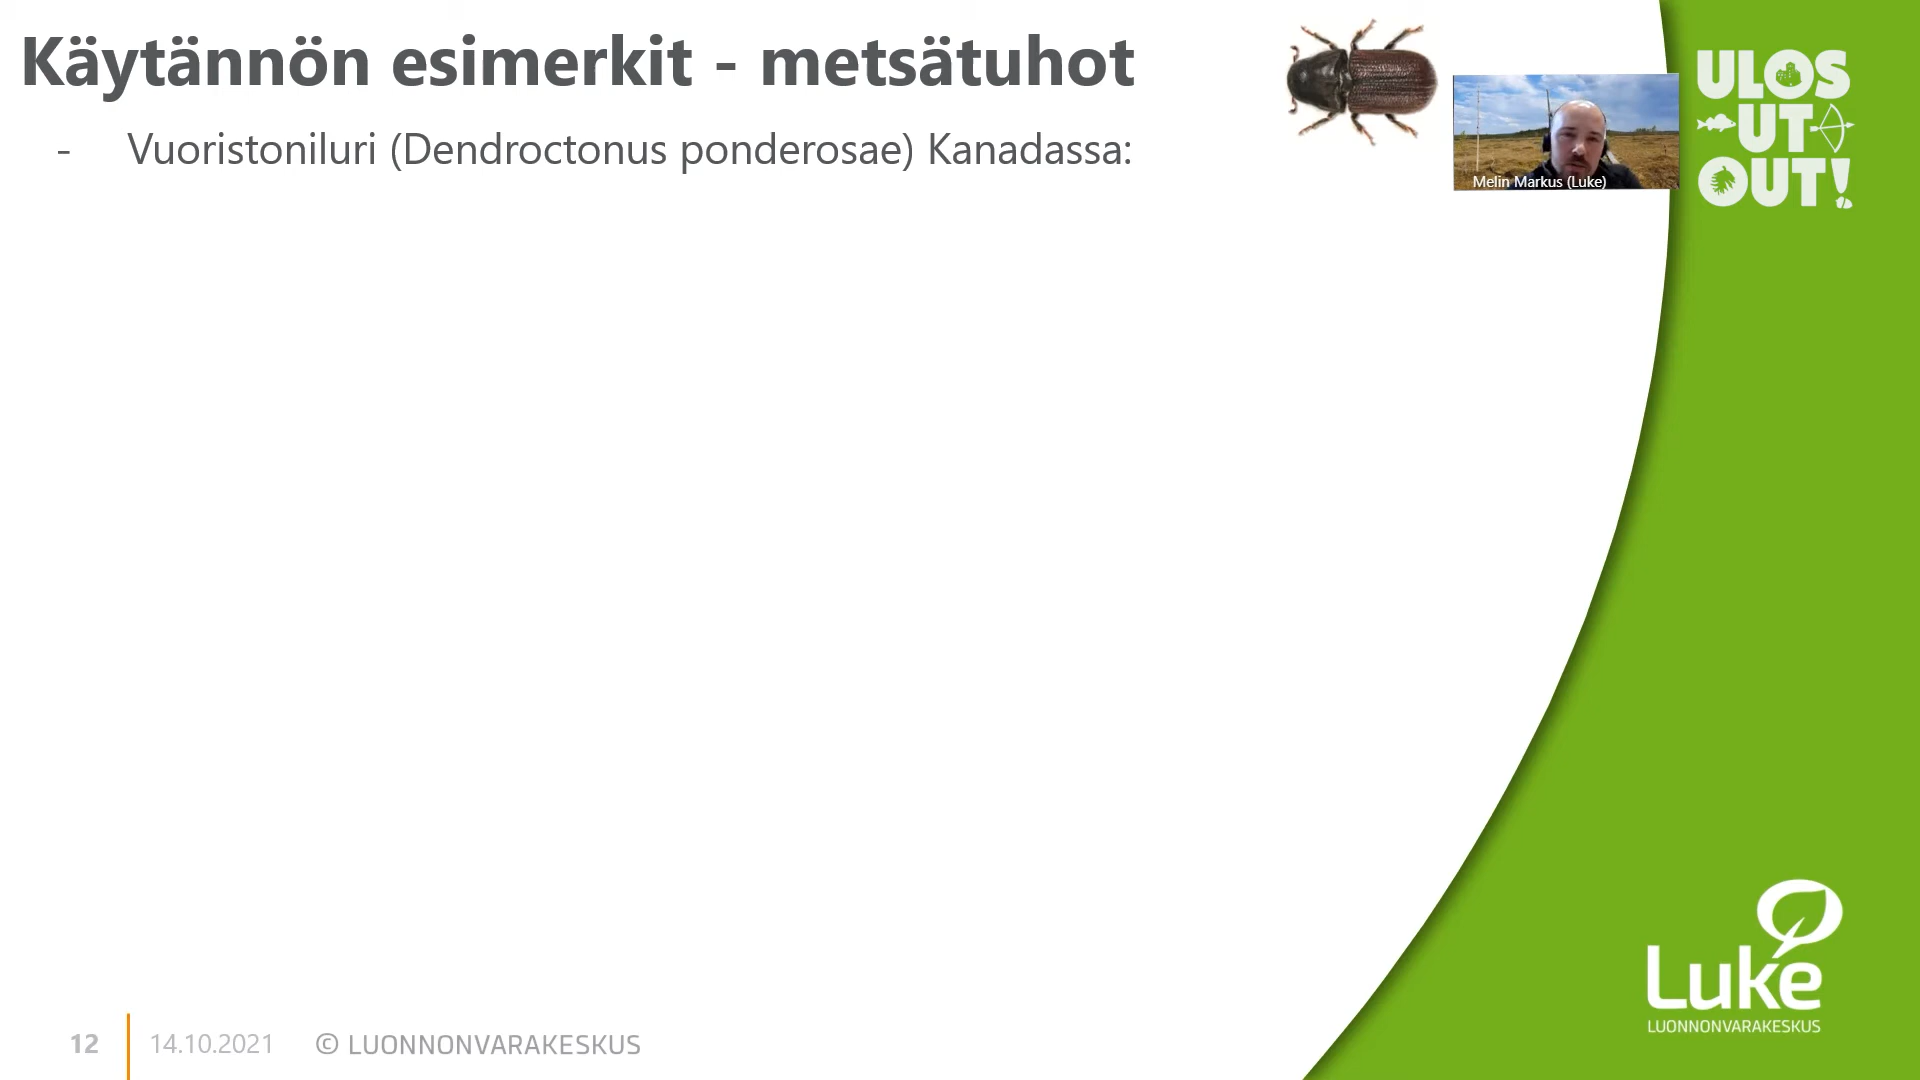 Käytännön esimerkit - metsätuhot
- Vuoristoniluri (Dendroctonus ponderosae) Kanadassa:
Melin Markus (Luke)
ULOS
UT
OUT!
Luke
LUONNONVARAKESKUS
12 14.10.2021 © LUONNONVARAKESKUS